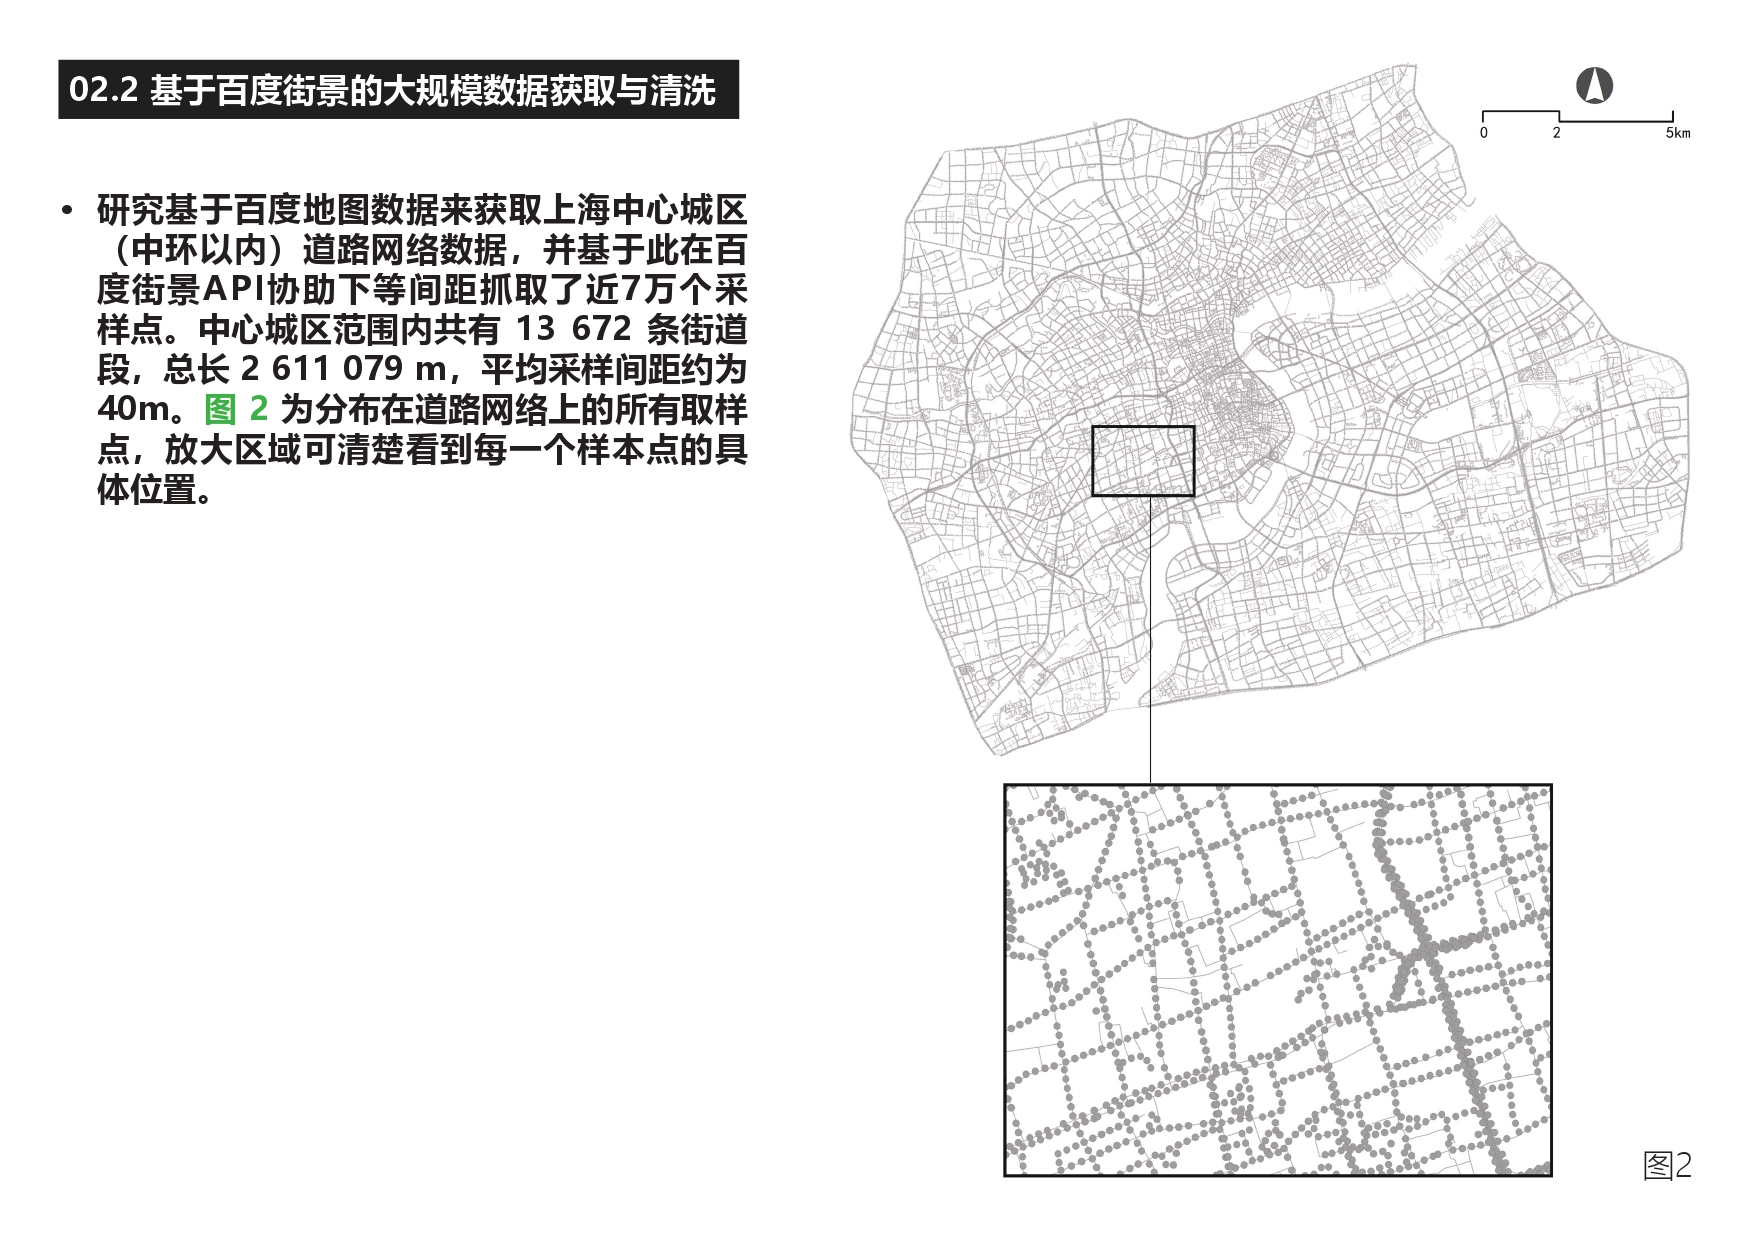 02.2 基于百度街景的大规模数据获取与清洗
• 研究基于百度地图数据来获取上海中心城区
（中环以内）道路网络数据，并基于此在百
度街景API协助下等间距抓取了近7万个采
样点。中心城区范围内共有 13 672 条街道
段，总长 2 611 079 m，平均采样间距约为
40m。图 2 为分布在道路网络上的所有取样
点，放大区域可清楚看到每一个样本点的具
体位置。
0 2 5km
图2